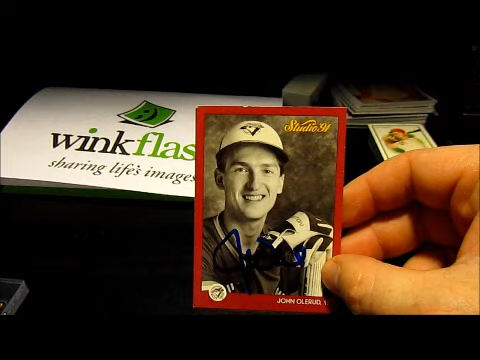 winkflas
sharing life's images
Studio 91
JOHN OLERUD, 1